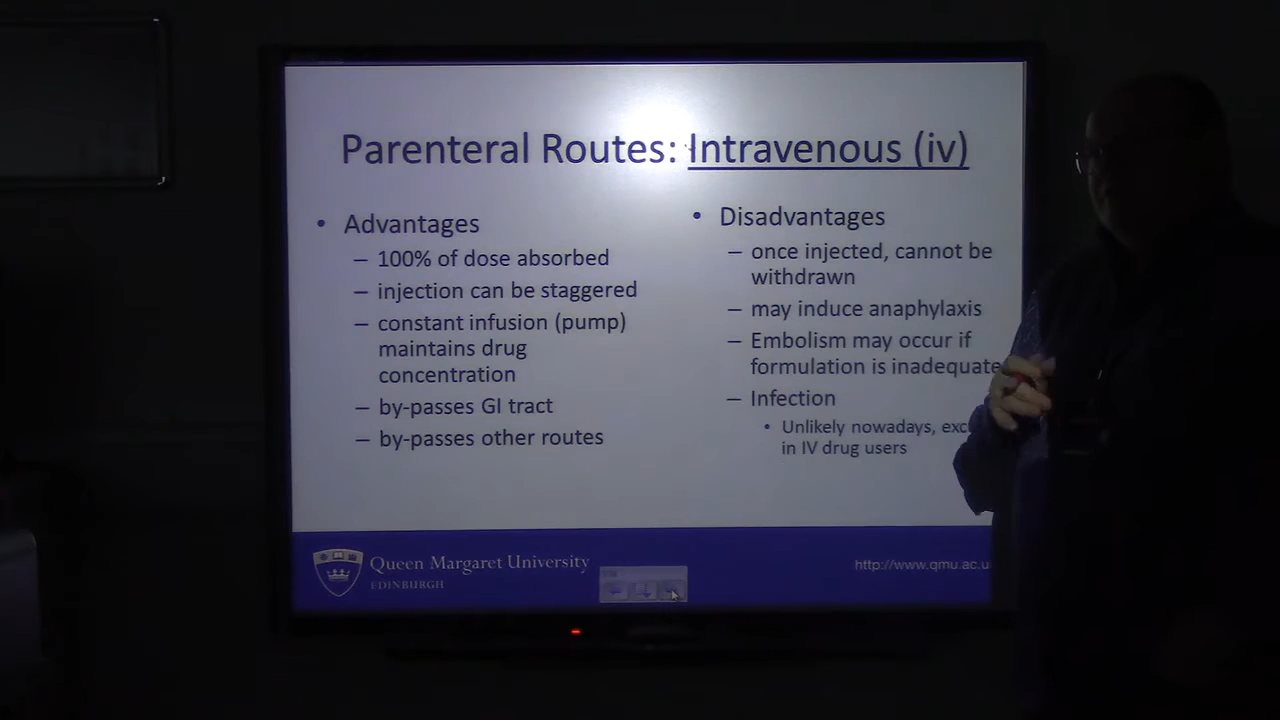 Parenteral Routes: Intravenous (iv)
• Advantages
– 100% of dose absorbed
– injection can be staggered
– constant infusion (pump)
maintains drug
concentration
– by-passes GI tract
– by-passes other routes
• Disadvantages
– once injected, cannot be
withdrawn
– may induce anaphylaxis
– Embolism may occur if
formulation is inadequate
– Infection
• Unlikely nowadays,
in IV drug users
Queen Margaret University
EDINBURGH
http://www.qmu.ac.u